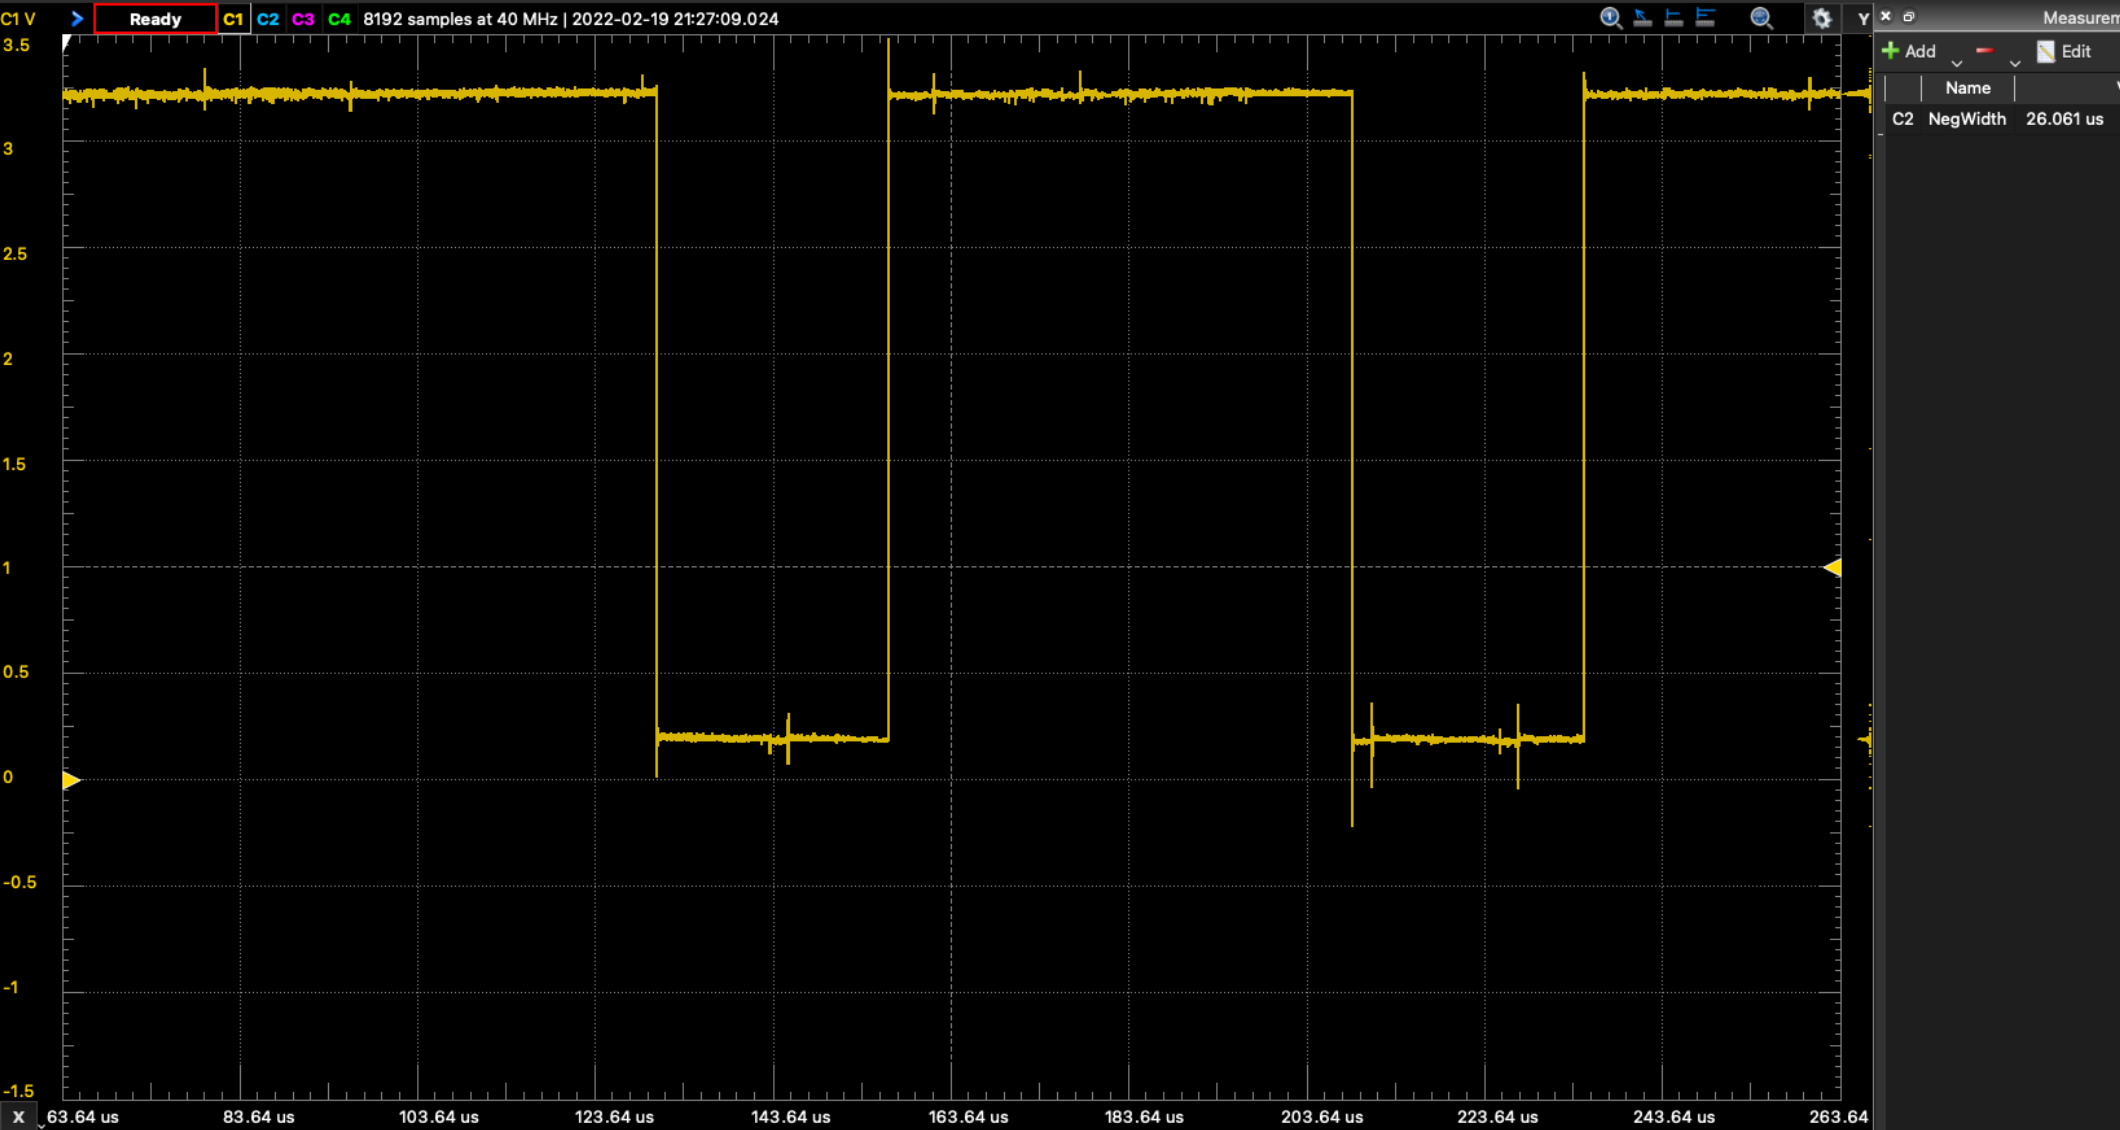 C1 V Ready C1 C2 C3 C4 8192 samples at 40 MHz | 2022-02-19 21:27:09.024 Y
Add Edit
Name
C2 NegWidth 26.061 us
3.5
3
2.5
2
1.5
1
0.5
0
-0.5
-1
-1.5
X 63.64 us 83.64 us 103.64 us 123.64 us 143.64 us 163.64 us 183.64 us 203.64 us 223.64 us 243.64 us 263.64